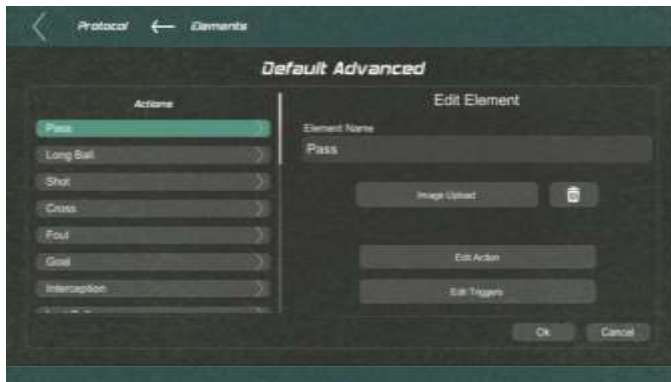 Protocol ← Elements
Default Advanced
Actions
Pass
Long Ball
Shot
Cross
Foul
Goal
Interception
Edit Element
Element Name
Pass
Image Upload
Edit Action
Edit Triggers
Ok
Cancel